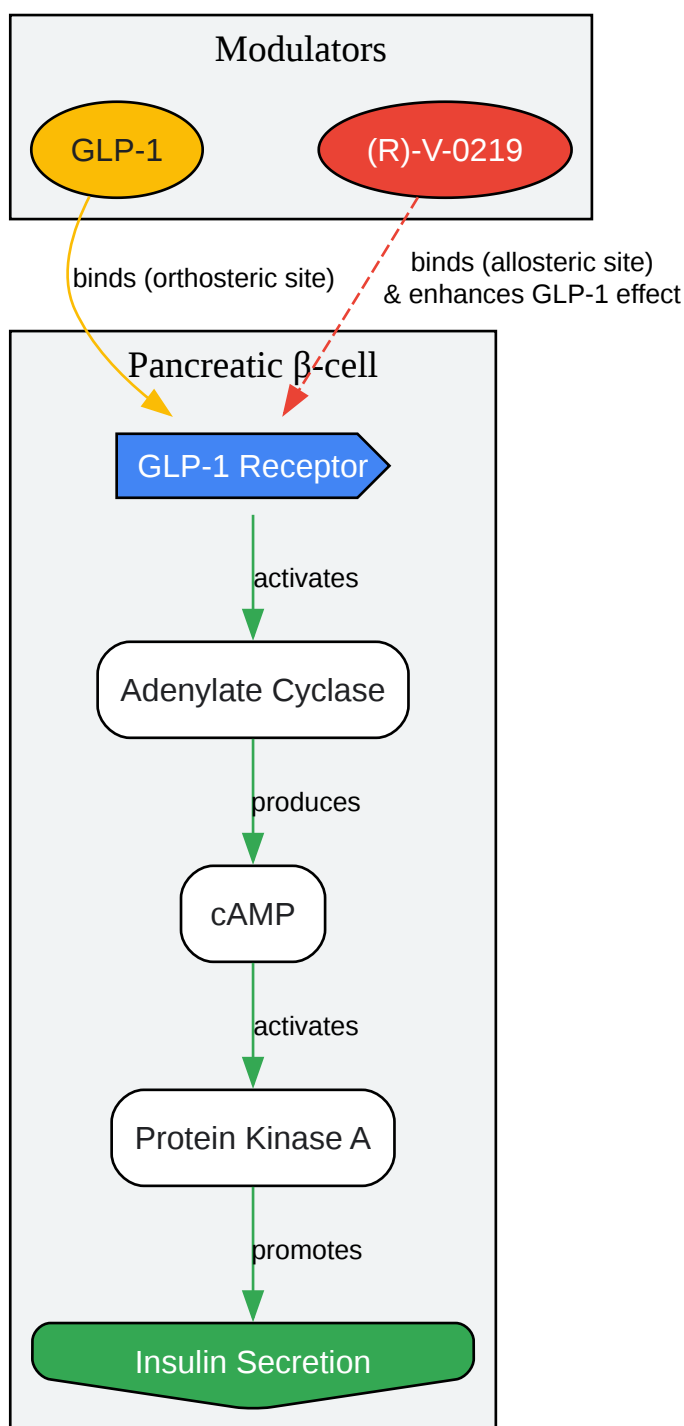 Modulators
GLP-1
(R)-V-0219
binds (orthosteric site)
binds (allosteric site)
& enhances GLP-1 effect
Pancreatic β-cell
GLP-1 Receptor
activates
Adenylate Cyclase
produces
cAMP
activates
Protein Kinase A
promotes
Insulin Secretion